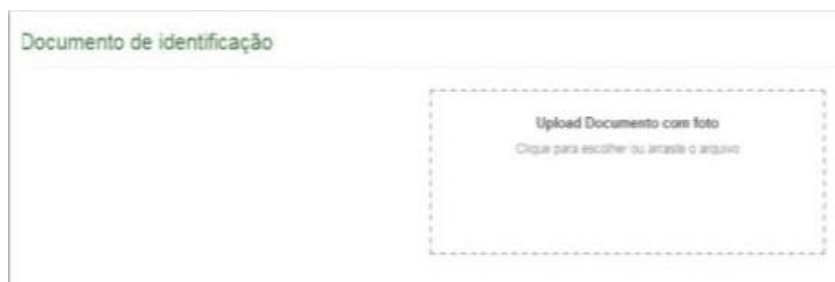 Documento de identificação
Upload Documento com foto
Clique para escolher ou arraste o arquivo